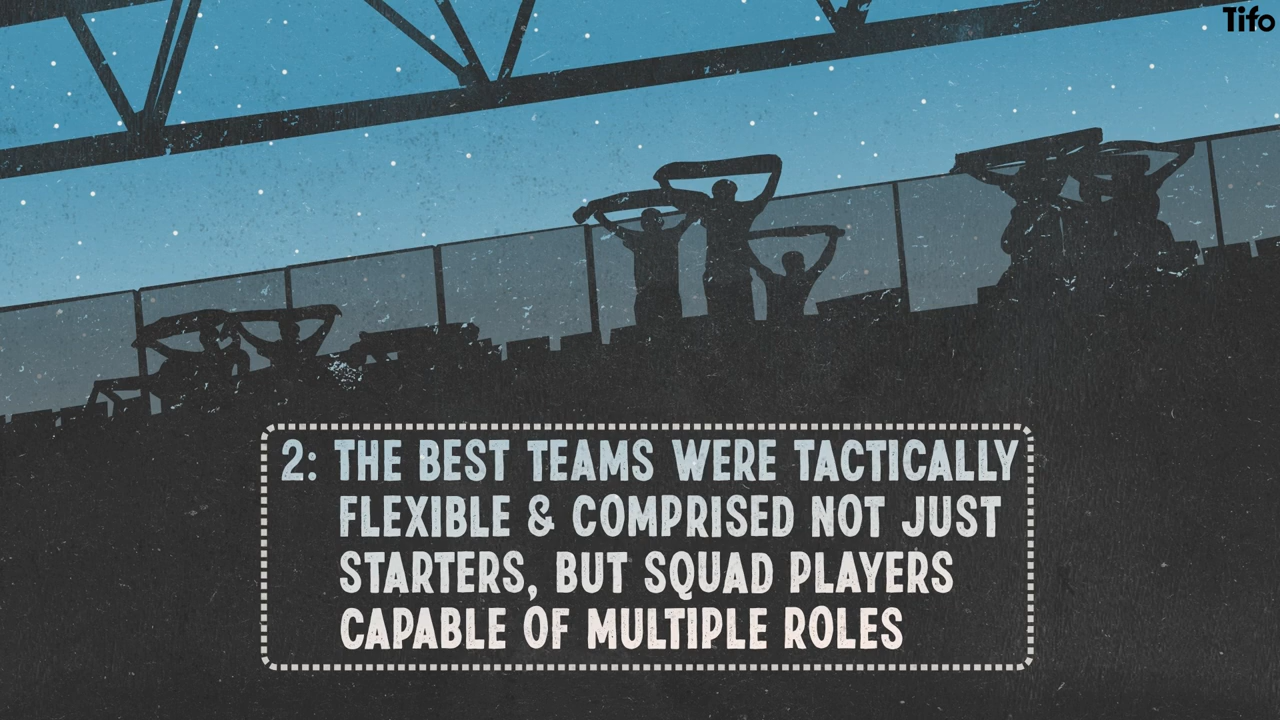 Tifo
2: THE BEST TEAMS WERE TACTICALLY
FLEXIBLE & COMPRISED NOT JUST
STARTERS, BUT SQUAD PLAYERS
CAPABLE OF MULTIPLE ROLES